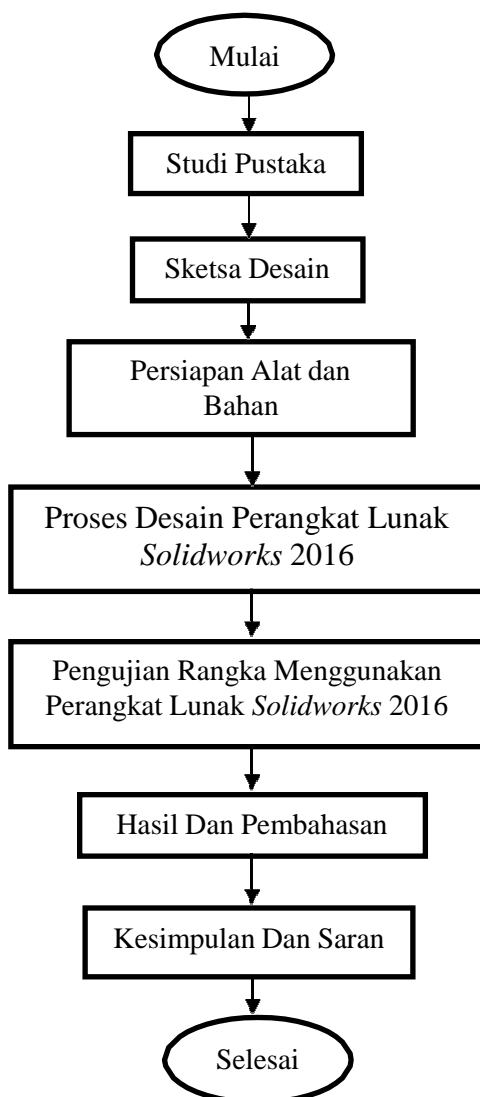 Mulai
Studi Pustaka
Sketsa Desain
Persiapan Alat dan
Bahan
Proses Desain Perangkat Lunak
Solidworks 2016
Pengujian Rangka Menggunakan
Perangkat Lunak Solidworks 2016
Hasil Dan Pembahasan
Kesimpulan Dan Saran
Selesai